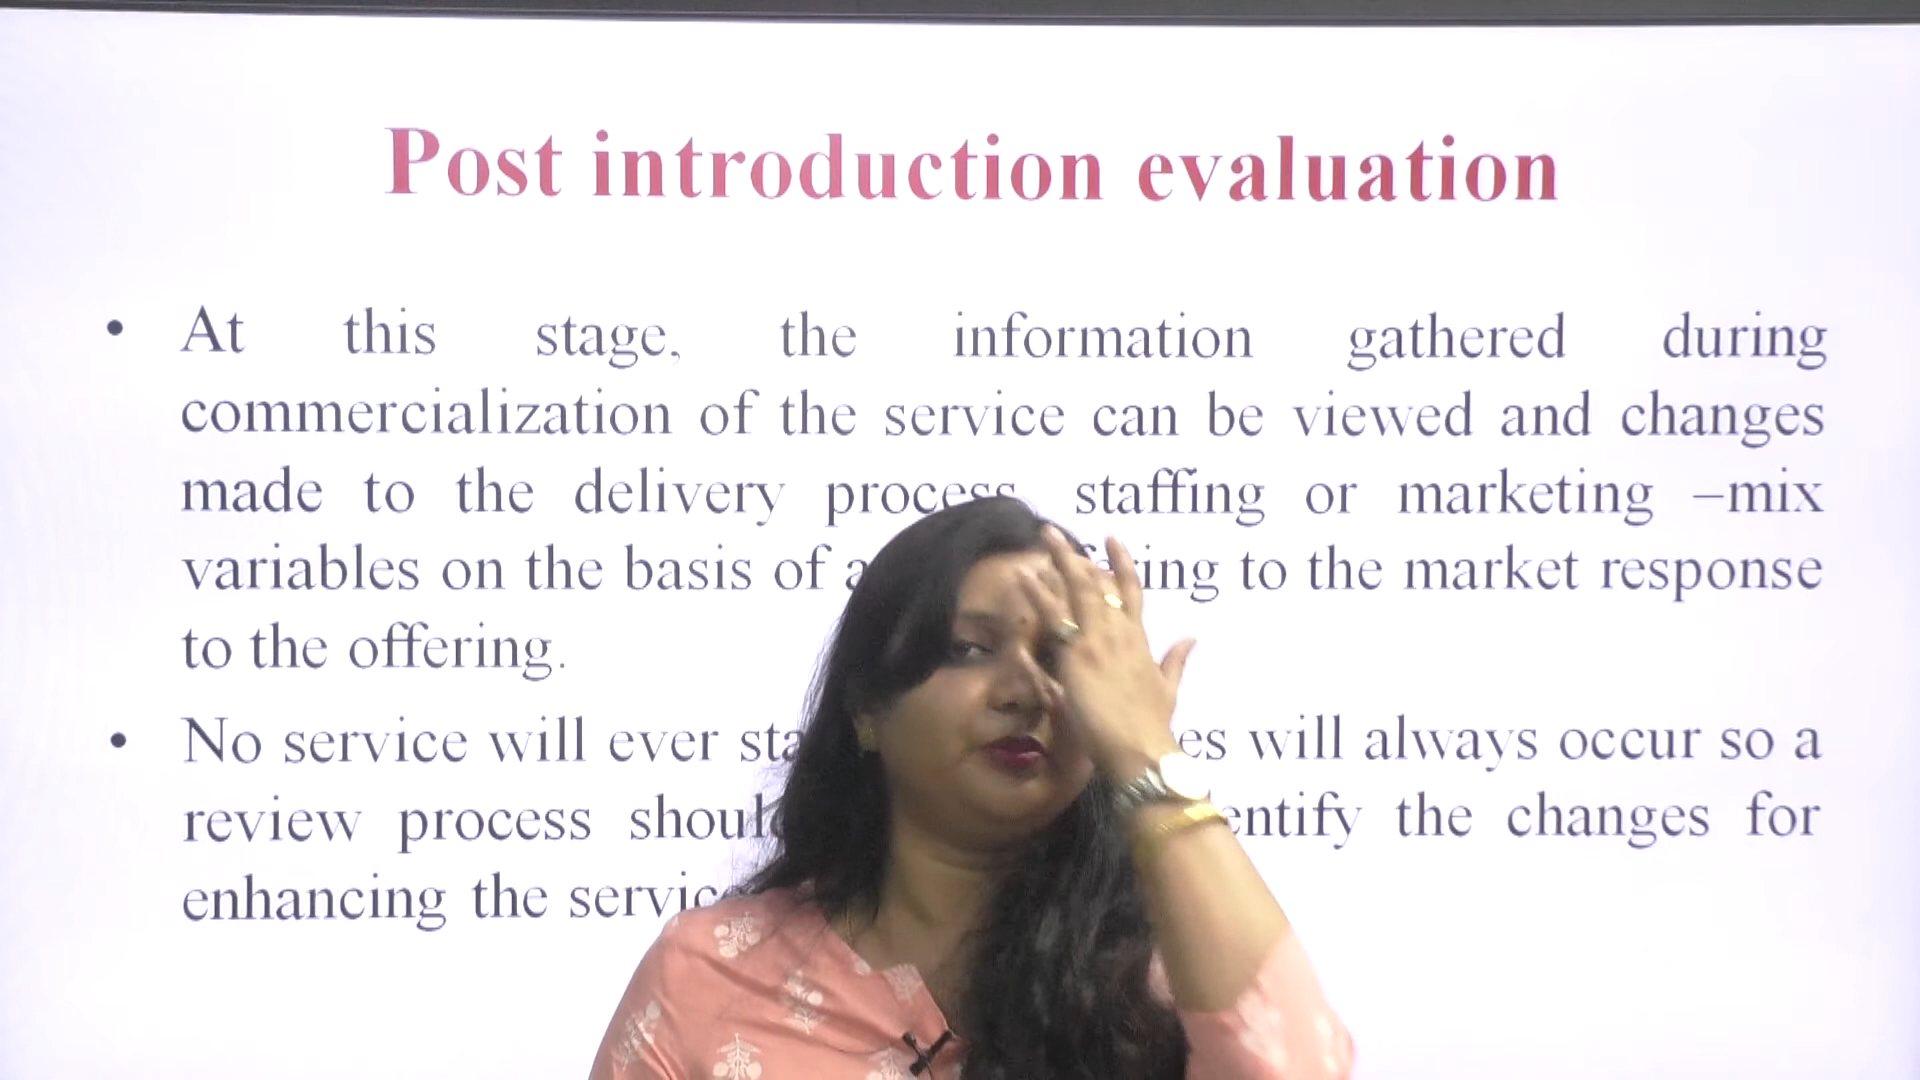 Post introduction evaluation
• At this stage, the information gathered during
commercialization of the service can be viewed and changes
made to the delivery process, staffing or marketing –mix
variables on the basis of to the market response
to the offering.
• No service will ever will always occur so a
review process the changes for
enhancing the